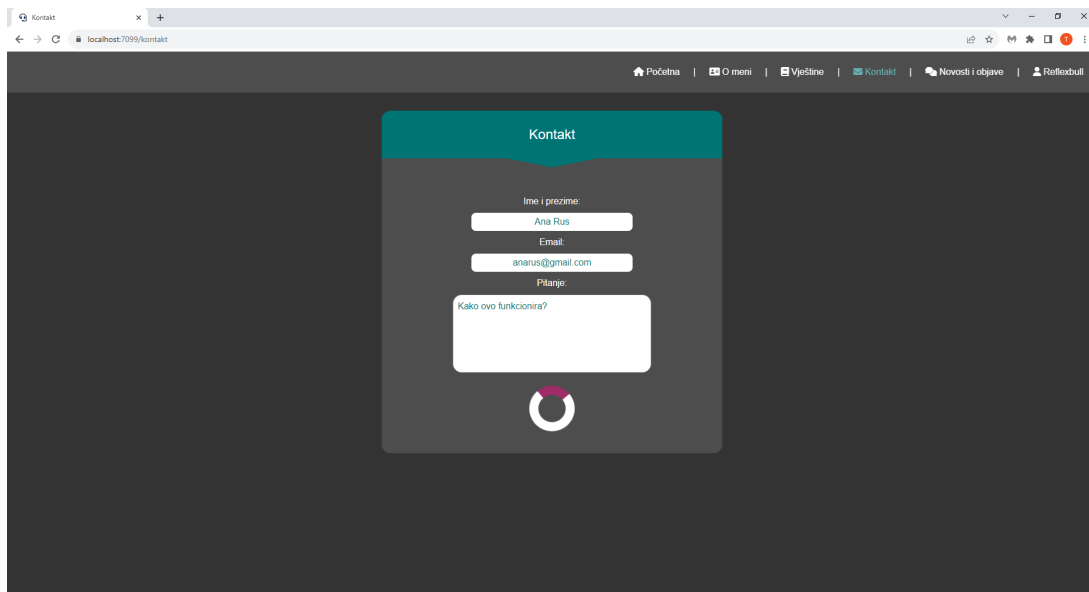 Kontakt
localhost:7099/kontakt
T
Početna | O meni | Vještine | Kontakt | Novosti i objave | Reflexbull
Kontakt
Ime i prezime:
Ana Rus
Email:
anarus@gmail.com
Pitanje:
Kako ovo funkcionira?